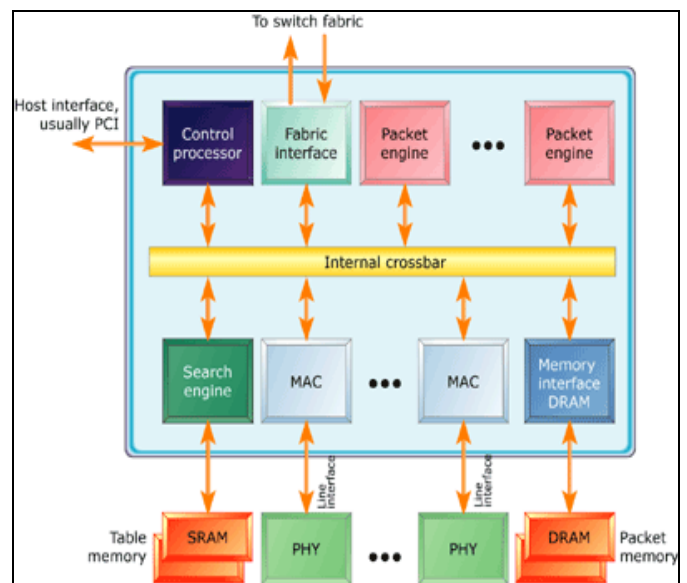 To switch fabric
Host interface,
usually PCI
Control
processor
Fabric
interface
Packet
engine
Packet
engine
Internal crossbar
Search
engine
MAC
MAC
Memory
interface
DRAM
Line
interface
Line
interface
Table
memory
SRAM
PHY
PHY
DRAM
Packet
memory